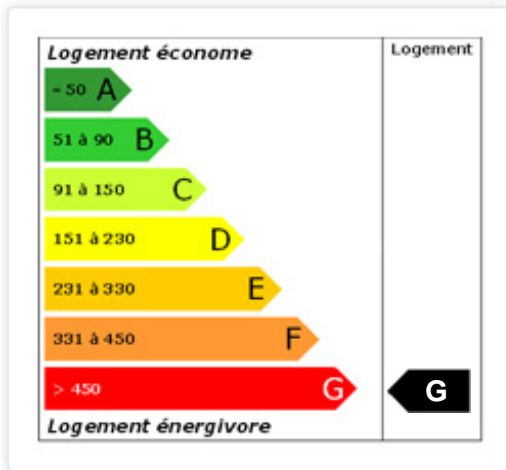 Logement économe
Logement
- 50 A
51 à 90 B
91 à 150 C
151 à 230 D
231 à 330 E
331 à 450 F
> 450 G
G
Logement énergivore